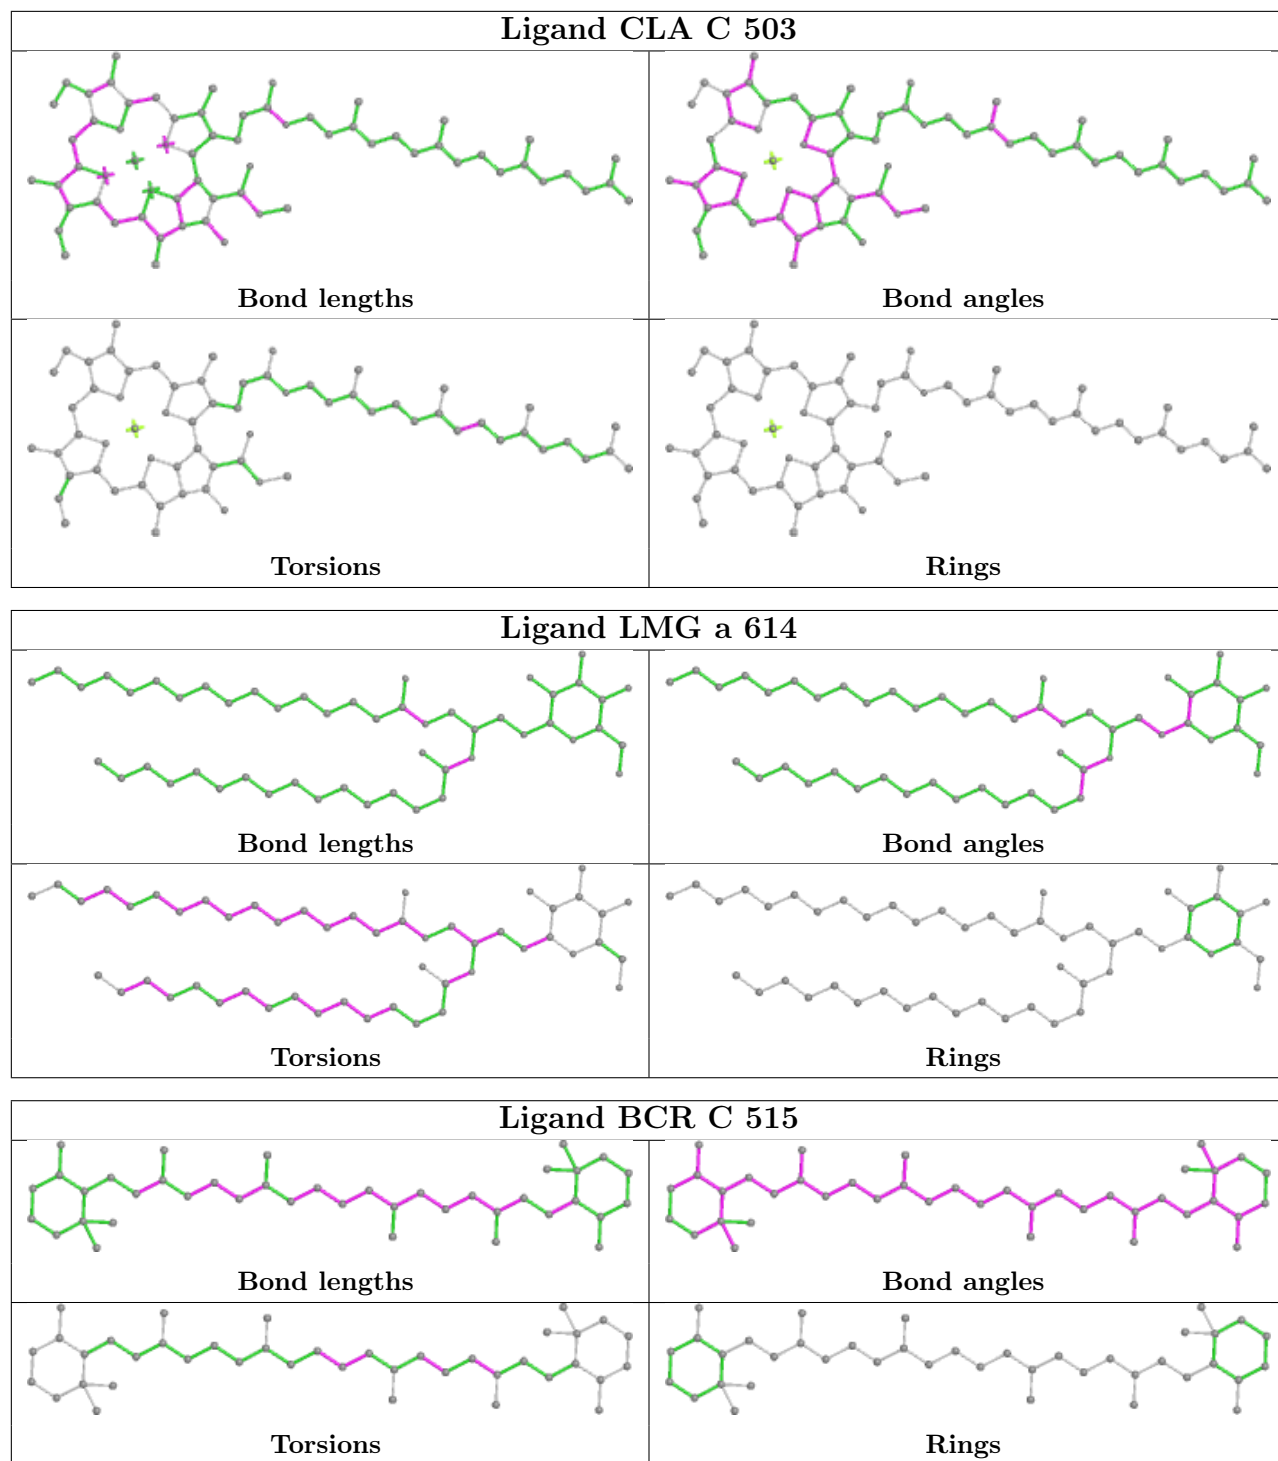 Ligand CLA C 503
Bond lengths
Bond angles
Torsions
Rings
Ligand LMG a 614
Bond lengths
Bond angles
Torsions
Rings
Ligand BCR C 515
Bond lengths
Bond angles
Torsions
Rings